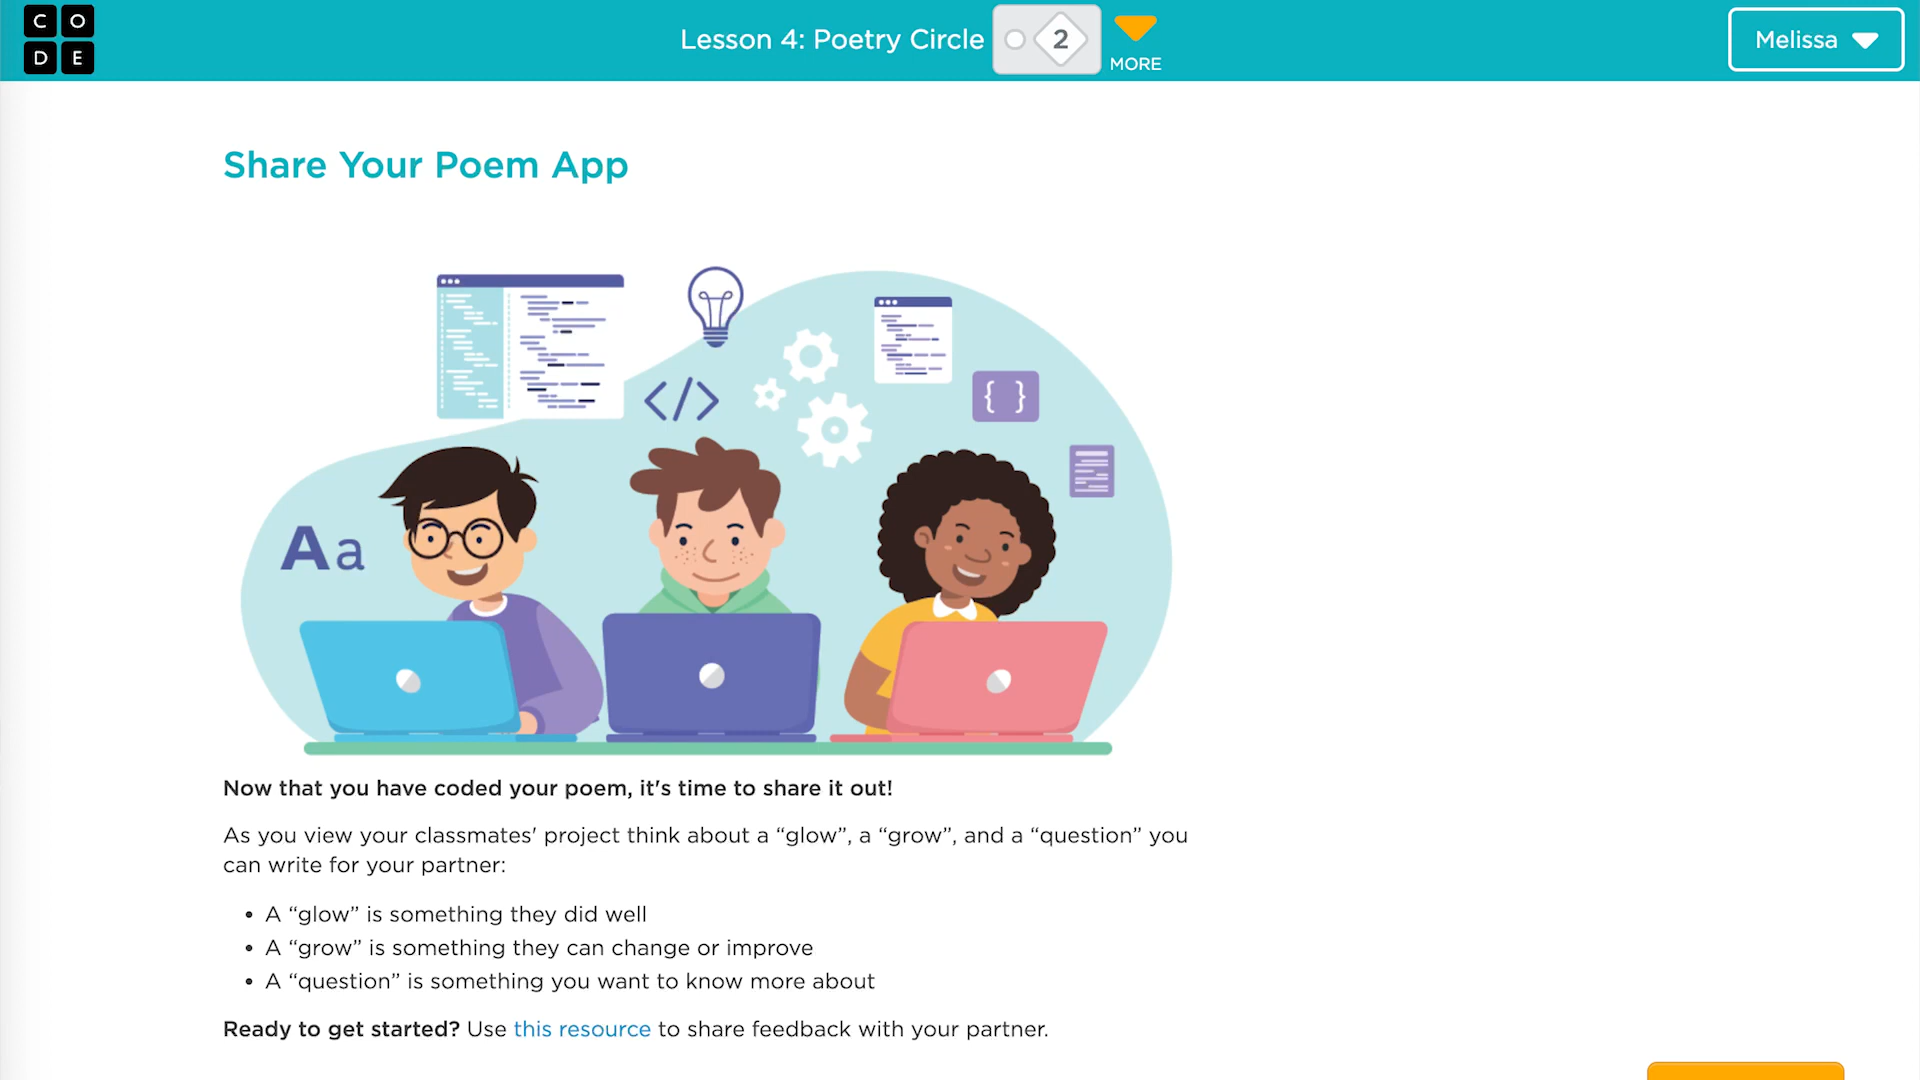 CODE
Lesson 4: Poetry Circle
2
MORE
Melissa
Share Your Poem App
</>
{ }
Aa
Now that you have coded your poem, it's time to share it out!
As you view your classmates' project think about a “glow”, a “grow”, and a “question” you
can write for your partner:
• A “glow” is something they did well
• A “grow” is something they can change or improve
• A “question” is something you want to know more about
Ready to get started? Use this resource to share feedback with your partner.